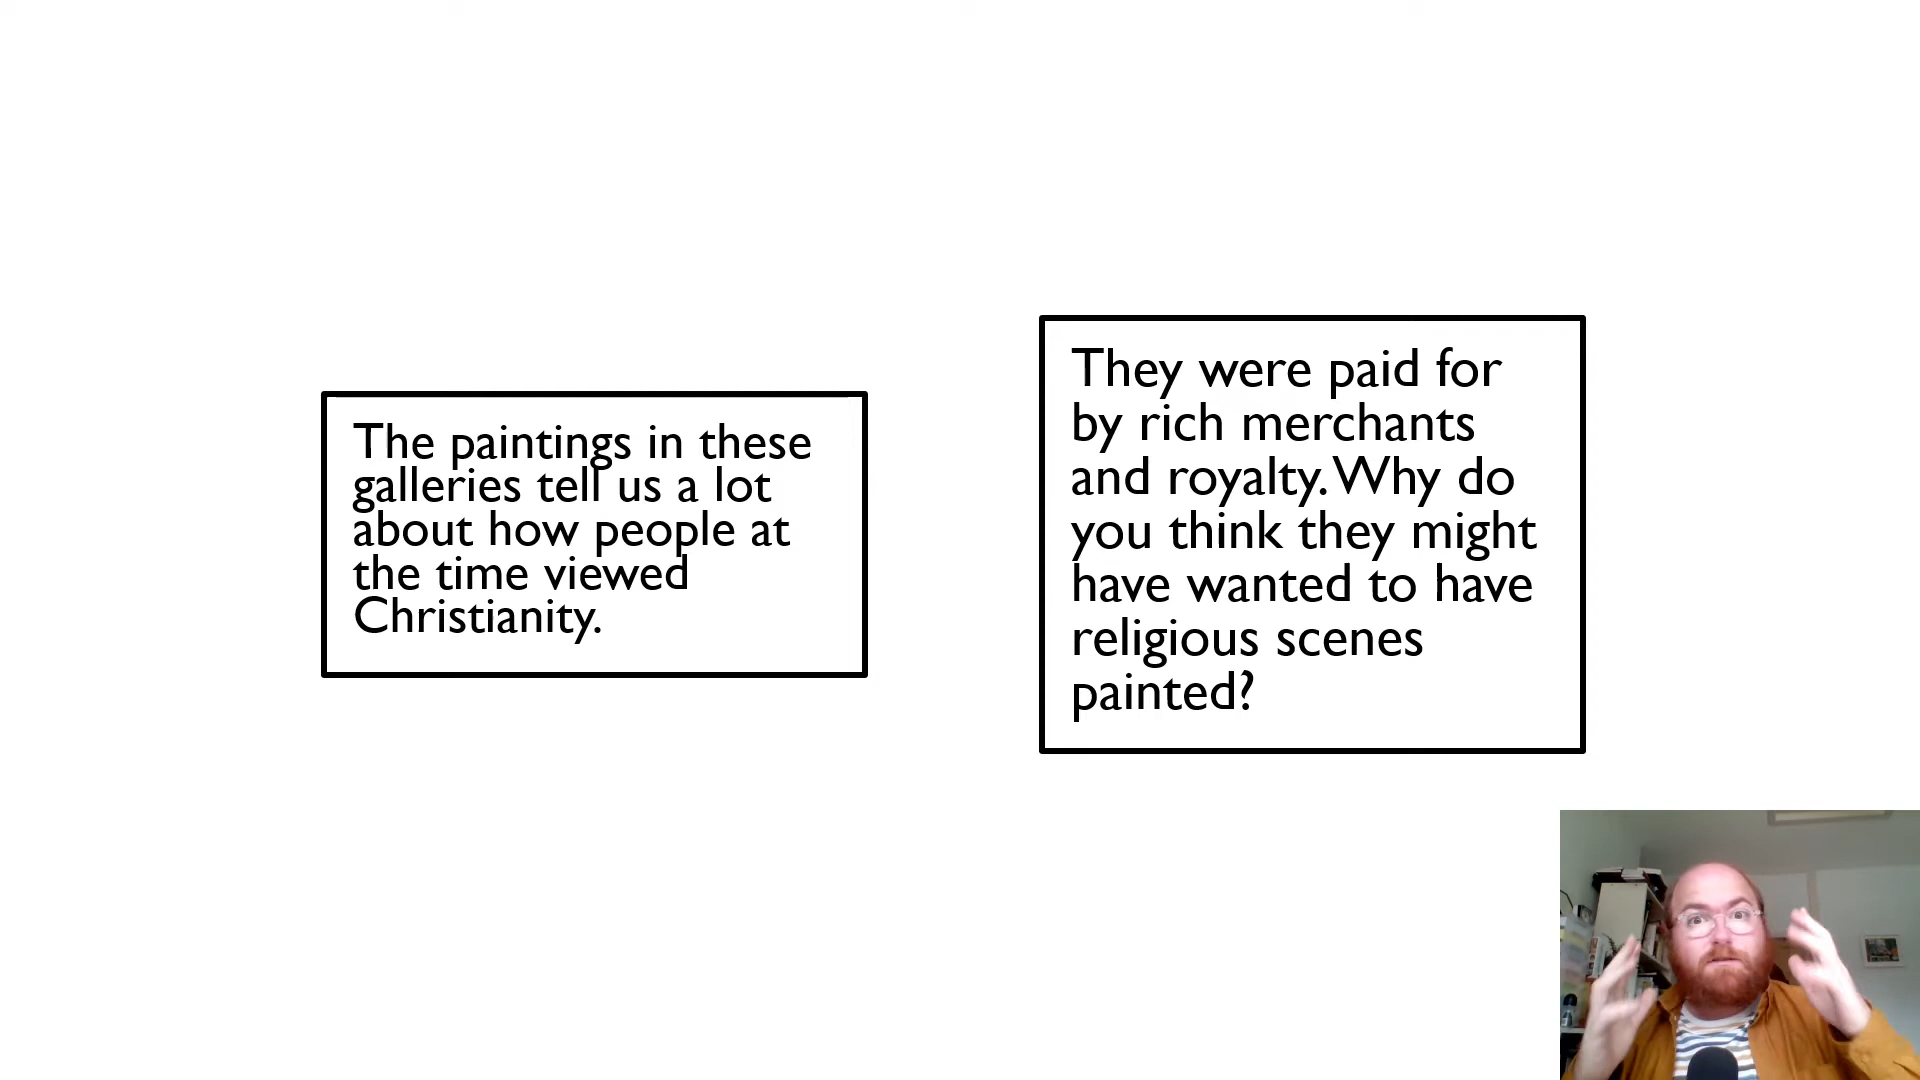 The paintings in these
galleries tell us a lot
about how people at
the time viewed
Christianity.
They were paid for
by rich merchants
and royalty. Why do
you think they might
have wanted to have
religious scenes
painted?